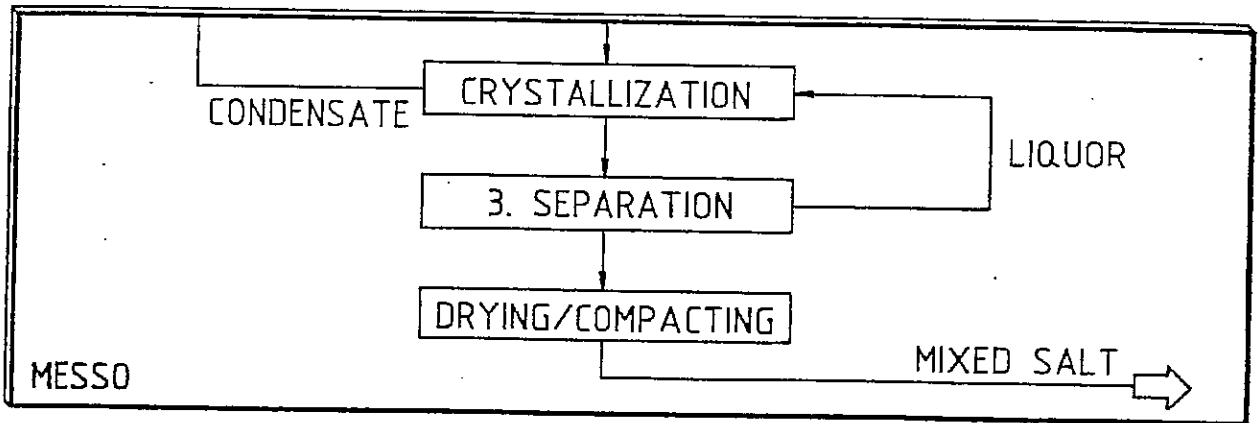 CRYSTALLIZATION
CONDENSATE
LIQUOR
3. SEPARATION
DRYING/COMPACTING
MIXED SALT
MESSO